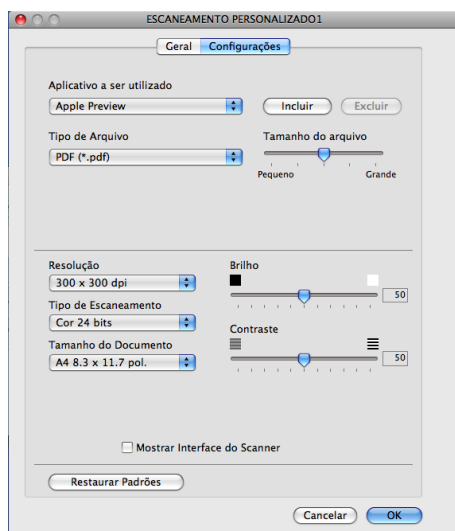 ESCANEAMENTO PERSONALIZADO1
Geral Configurações
Aplicativo a ser utilizado
Apple Preview Incluir Excluir
Tipo de Arquivo Tamanho do arquivo
PDF (*.pdf)
Pequeno Grande
Resolução Brilho
300 x 300 dpi
50
Tipo de Escaneamento
Cor 24 bits
Contraste
Tamanho do Documento
A4 8.3 x 11.7 pol. 50
Mostrar Interface do Scanner
Restaurar Padrões
Cancelar OK